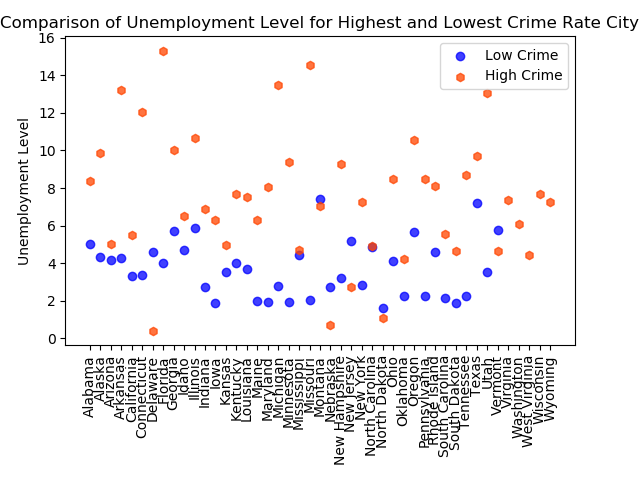 Comparison of Unemployment Level for Highest and Lowest Crime Rate City
16
14
12
10
8
6
4
2
0
Unemployment Level
Low Crime
High Crime
Alabama
Alaska
Arizona
Arkansas
California
Connecticut
Delaware
Florida
Georgia
Idaho
Illinois
Indiana
Iowa
Kansas
Kentucky
Louisiana
Maine
Maryland
Michigan
Minnesota
Mississippi
Missouri
Montana
Nebraska
New Hampshire
New Jersey
New York
North Carolina
North Dakota
Ohio
Oklahoma
Oregon
Pennsylvania
Rhode Island
South Carolina
South Dakota
Tennessee
Texas
Utah
Vermont
Virginia
Washington
West Virginia
Wisconsin
Wyoming